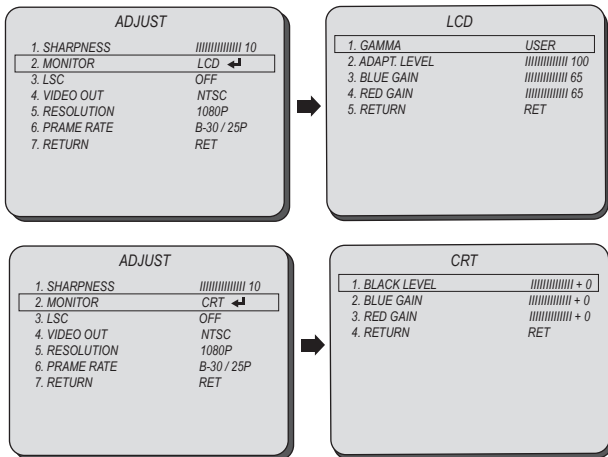 ADJUST
1. SHARPNESS IIIIIIIIIIIIIII 10
2. MONITOR LCD ↵
3. LSC OFF
4. VIDEO OUT NTSC
5. RESOLUTION 1080P
6. PRAME RATE B-30 / 25P
7. RETURN RET
LCD
1. GAMMA USER
2. ADAPT. LEVEL IIIIIIIIIIIIII 100
3. BLUE GAIN IIIIIIIIIIIIII 65
4. RED GAIN IIIIIIIIIIIIII 65
5. RETURN RET
ADJUST
1. SHARPNESS IIIIIIIIIIIIIII 10
2. MONITOR CRT ↵
3. LSC OFF
4. VIDEO OUT NTSC
5. RESOLUTION 1080P
6. PRAME RATE B-30 / 25P
7. RETURN RET
CRT
1. BLACK LEVEL IIIIIIIIIIIIII + 0
2. BLUE GAIN IIIIIIIIIIIIII + 0
3. RED GAIN IIIIIIIIIIIIII + 0
4. RETURN RET